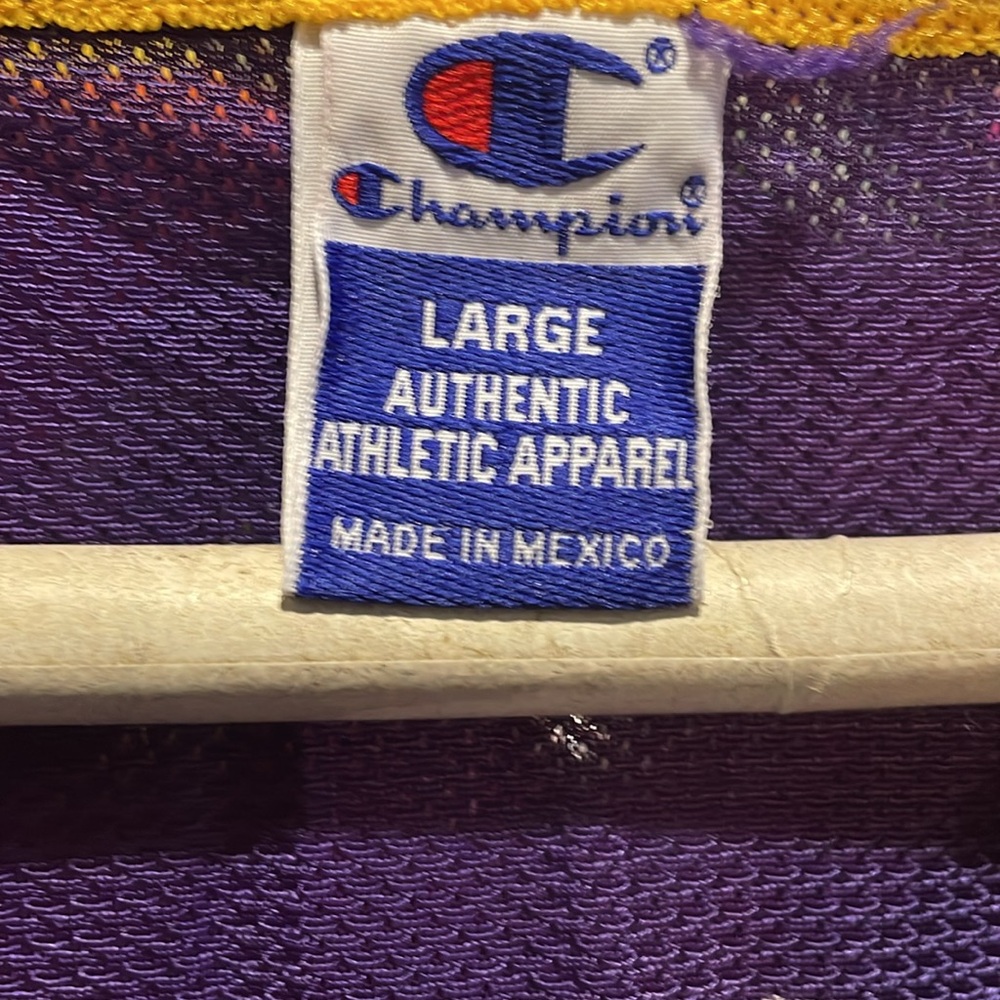 Champion
LARGE
AUTHENTIC
ATHLETIC APPAREL
MADE IN MEXICO